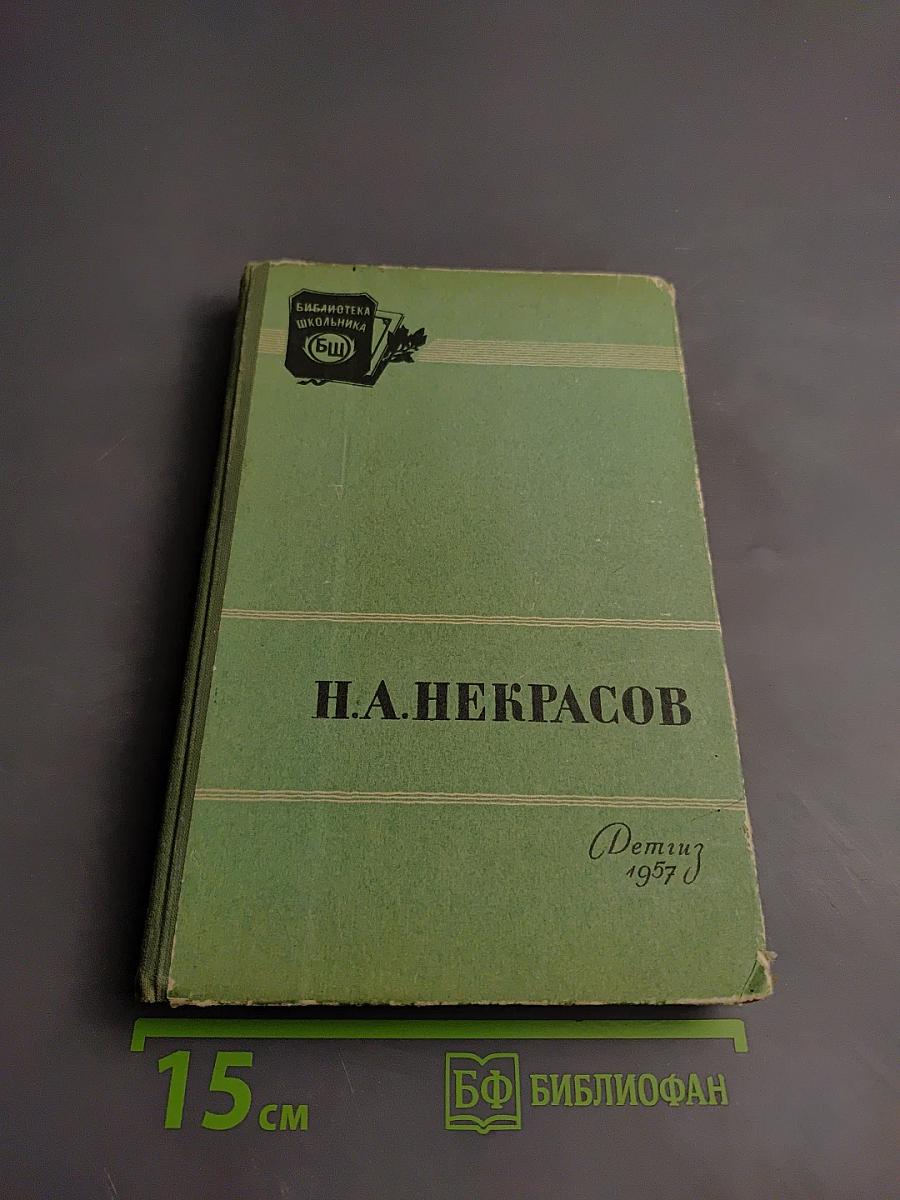 БИБЛИОТЕКА
ШКОЛЬНИКА
БШ
Н.А.НЕКРАСОВ
Детгиз
1957
15 см
БФ БИБЛИОФАН